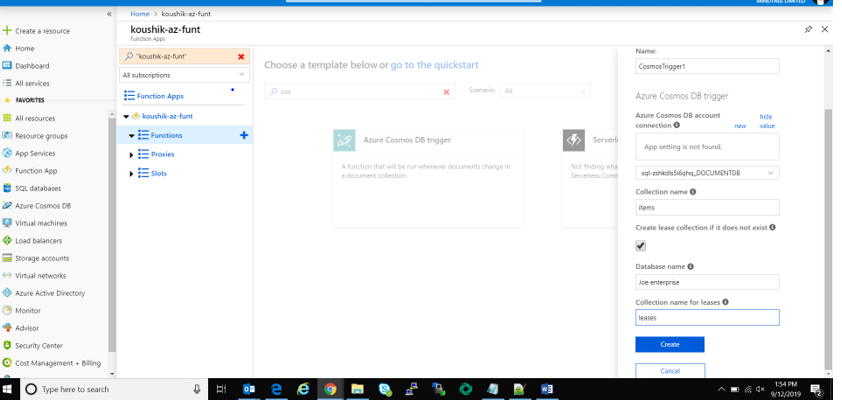 MINDTREE LIMITED
Home > koushik-az-funt
Create a resource
Home
Dashboard
All services
FAVORITES
All resources
Resource groups
App Services
Function App
SQL databases
Azure Cosmos DB
Virtual machines
Load balancers
Storage accounts
Virtual networks
Azure Active Directory
Monitor
Advisor
Security Center
Cost Management + Billing
koushik-az-funt
Function Apps
"koushik-az-funt"
All subscriptions
Function Apps
koushik-az-funt
Functions
Proxies
Slots
Choose a template below or go to the quickstart
cos
Scenario: All
Azure Cosmos DB trigger
A function that will be run whenever documents change in
a document collection
Serverl
Not finding wha
Serverless Comm
Name:
CosmosTrigger1
Azure Cosmos DB trigger
Azure Cosmos DB account
connection
new
hide
value
App setting is not found.
sql-zshkdls5i6qhq_DOCUMENTDB
Collection name
items
Create lease collection if it does not exist
Database name
Joe enterprise
Collection name for leases
leases
Create
Cancel
Type here to search
1:54 PM
9/12/2019